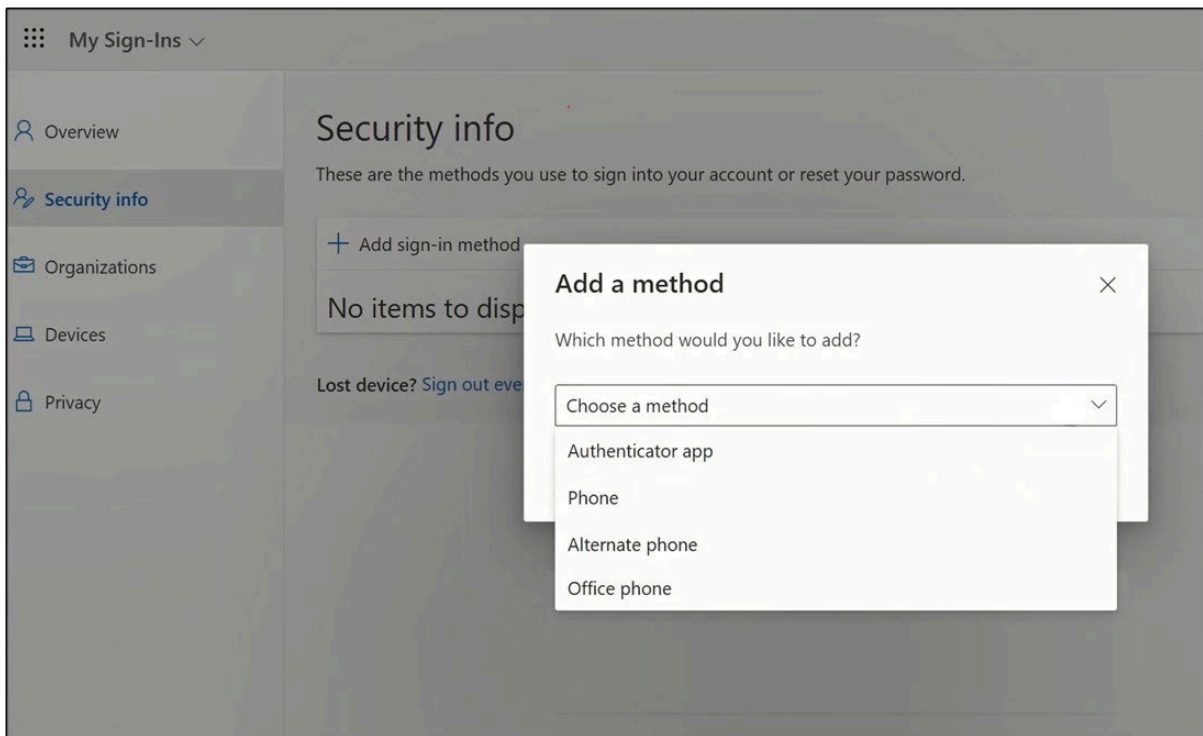 My Sign-Ins
Overview
Security info
Organizations
Devices
Privacy
Security info
These are the methods you use to sign into your account or reset your password.
Add sign-in method
No items to disp
Lost device? Sign out eve
Add a method
Which method would you like to add?
Choose a method
Authenticator app
Phone
Alternate phone
Office phone